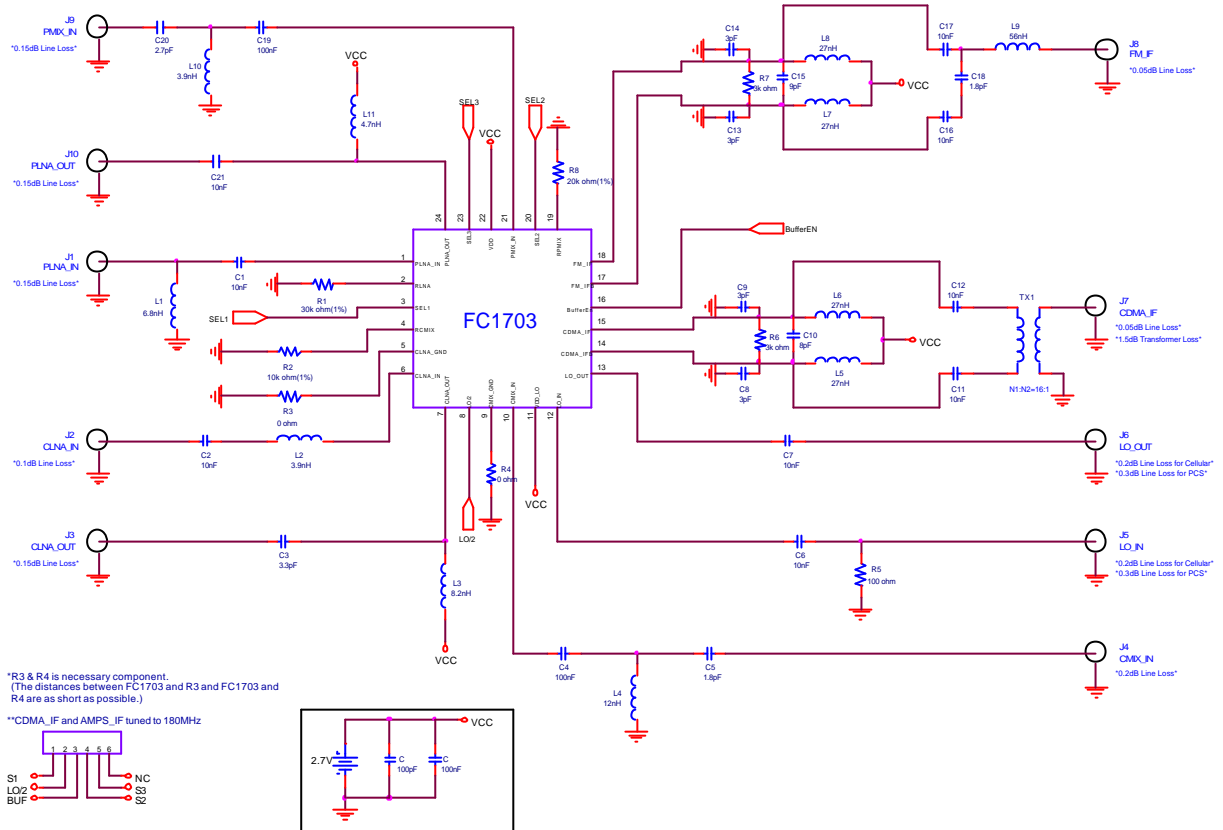 J9
PMIX_IN
*0.15dB Line Loss*
C20
2.7pF
C19
100nF
L10
3.9nH
VCC
L11
4.7nH
J10
PLNA_OUT
*0.15dB Line Loss*
C21
10nF
SEL3
VCC
SEL2
R8
20k ohm(1%)
C14
3pF
R7
3k ohm
C13
3pF
C15
9pF
L8
27nH
L7
27nH
VCC
C17
10nF
L9
56nH
C18
1.8pF
C16
10nF
J8
FM_IF
*0.05dB Line Loss*
J1
PLNA_IN
*0.15dB Line Loss*
L1
6.8nH
C1
10nF
R1
30k ohm(1%)
SEL1
R2
10k ohm(1%)
R3
0 ohm
J2
CLNA_IN
*0.1dB Line Loss*
C2
10nF
L2
3.9nH
24
23
22
21
20
19
PLNA_OUT
SEL3
VDD
PMIX_IN
SEL2
RPMIX
1
PLNA_IN
2
RLNA
3
SEL1
4
RCMIX
5
CLNA_GND
6
CLNA_IN
FC1703
18
FM_IF
17
FM_IFB
16
BufferEN
15
CDMA_IF
14
CDMA_IFB
13
LO_OUT
CLNA_OUT
LO/2
CMIX_GND
CMIX_IN
VDD_LO
LO_IN
7
8
9
10
11
12
BufferEN
C9
3pF
R6
3k ohm
C8
3pF
C10
8pF
L6
27nH
L5
27nH
VCC
C12
10nF
C11
10nF
TX1
N1:N2=16:1
J7
CDMA_IF
*0.05dB Line Loss*
*1.5dB Transformer Loss*
R4
0 ohm
VCC
LO/2
C7
10nF
J6
LO_OUT
*0.2dB Line Loss for Cellular*
*0.3dB Line Loss for PCS*
J3
CLNA_OUT
*0.15dB Line Loss*
C3
3.3pF
L3
8.2nH
VCC
C6
10nF
R5
100 ohm
J5
LO_IN
*0.2dB Line Loss for Cellular*
*0.3dB Line Loss for PCS*
C4
100nF
L4
12nH
C5
1.8pF
J4
CMIX_IN
*0.2dB Line Loss*
*R3 & R4 is necessary component.
(The distances between FC1703 and R3 and FC1703 and
R4 are as short as possible.)
**CDMA_IF and AMPS_IF tuned to 180MHz
1 2 3 4 5 6
S1
LO/2
BUF
NC
S3
S2
VCC
2.7V
C
100pF
C
100nF